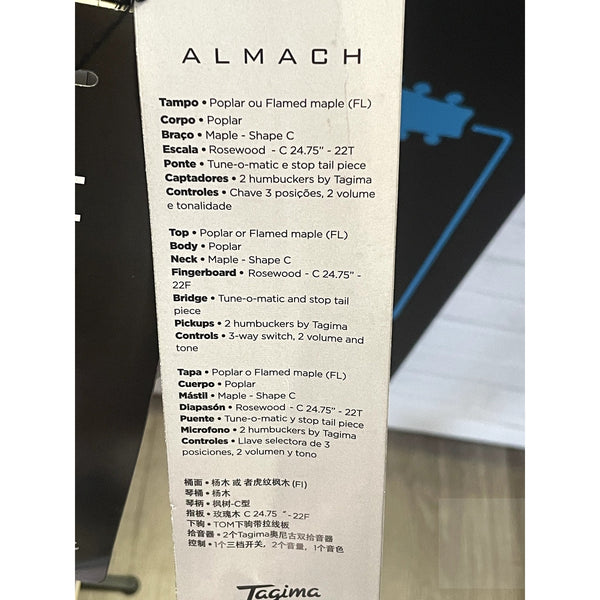 ALMACH
Tampo • Poplar ou Flamed maple (FL)
Corpo • Poplar
Braço • Maple - Shape C
Escala • Rosewood - C 24.75" - 22T
Ponte • Tune-o-matic e stop tail piece
Captadores • 2 humbuckers by Tagima
Controles • Chave 3 posições, 2 volume
e tonalidade
Top • Poplar or Flamed maple (FL)
Body • Poplar
Neck • Maple - Shape C
Fingerboard • Rosewood - C 24.75" -
22F
Bridge • Tune-o-matic and stop tail
piece
Pickups • 2 humbuckers by Tagima
Controls • 3-way switch, 2 volume and
tone
Tapa • Poplar o Flamed maple (FL)
Cuerpo • Poplar
Mástil • Maple - Shape C
Diapasón • Rosewood - C 24.75" - 22T
Puente • Tune-o-matic y stop tail piece
Microfono • 2 humbuckers by Tagima
Controles • Llave selectora de 3
posiciones, 2 volumen y tono
桶面 • 杨木 或 者虎纹枫木 (Fl)
琴桶 • 杨木
琴柄 • 枫树-C型
指板 • 玫瑰木 C 24.75 "-22F
下驹 • TOM下驹带拉线板
拾音器 • 2个Tagima奥尼古双拾音器
控制 • 1个三档开关, 2个音量, 1个音色
Tagima